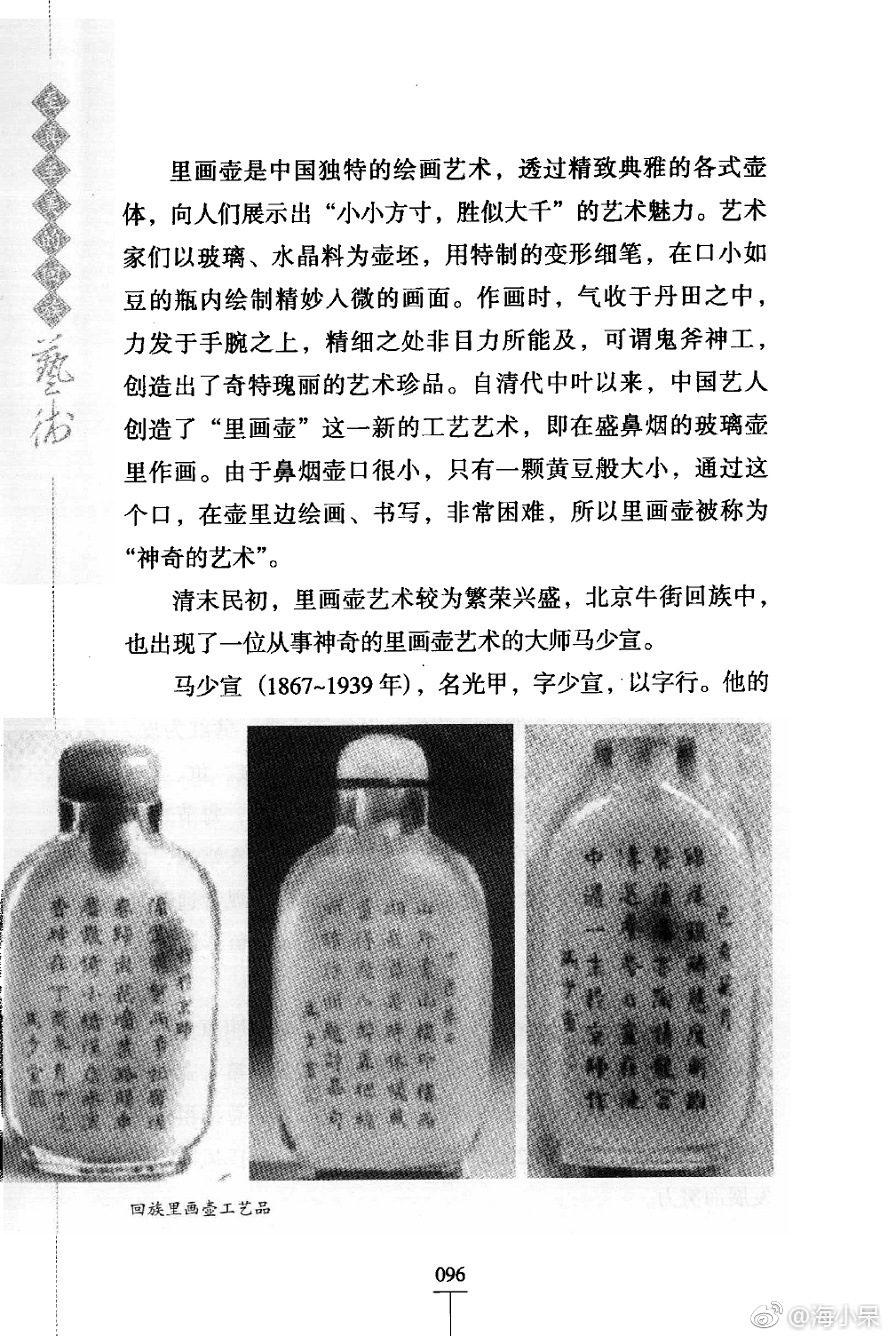 藝術
里画壶是中国独特的绘画艺术，透过精致典雅的各式壶
体，向人们展示出“小小方寸，胜似大千”的艺术魅力。艺术
家们以玻璃、水晶料为壶坯，用特制的变形细笔，在口小如
豆的瓶内绘制精妙入微的画面。作画时，气收于丹田之中，
力发于手腕之上，精细之处非目力所能及，可谓鬼斧神工，
创造出了奇特瑰丽的艺术珍品。自清代中叶以来，中国艺人
创造了“里画壶”这一新的工艺艺术，即在盛鼻烟的玻璃壶
里作画。由于鼻烟壶口很小，只有一颗黄豆般大小，通过这
个口，在壶里边绘画、书写，非常困难，所以里画壶被称为
“神奇的艺术”。
清末民初，里画壶艺术较为繁荣兴盛，北京牛街回族中，
也出现了一位从事神奇的里画壶艺术的大师马少宣。
马少宣（1867~1939年），名光甲，字少宣，以字行。他的
馬少宣
馬少宣
馬少宣
回族里画壶工艺品
096
@海小呆